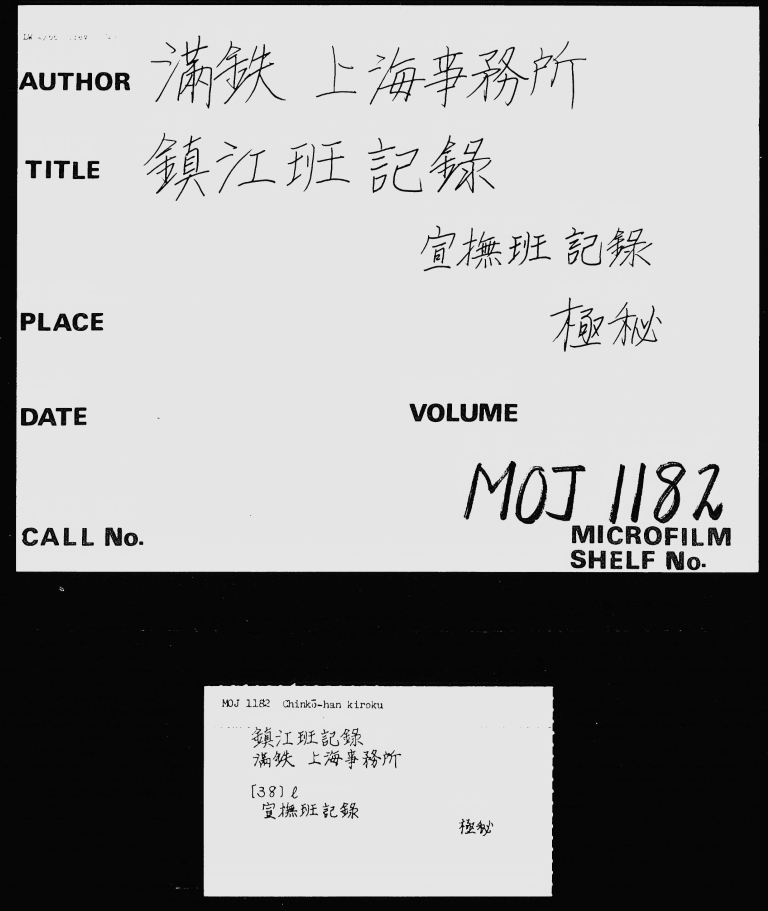 AUTHOR 滿鉄 上海事務所
TITLE 鎮江班記録
宣撫班記録
PLACE 極秘
DATE VOLUME
MOJ 1182
CALL No. MICROFILM
SHELF No.
MOJ 1182 Chinkō-han kiroku
鎮江班記録
滿鉄 上海事務所
[38] l
宣撫班記録
極秘